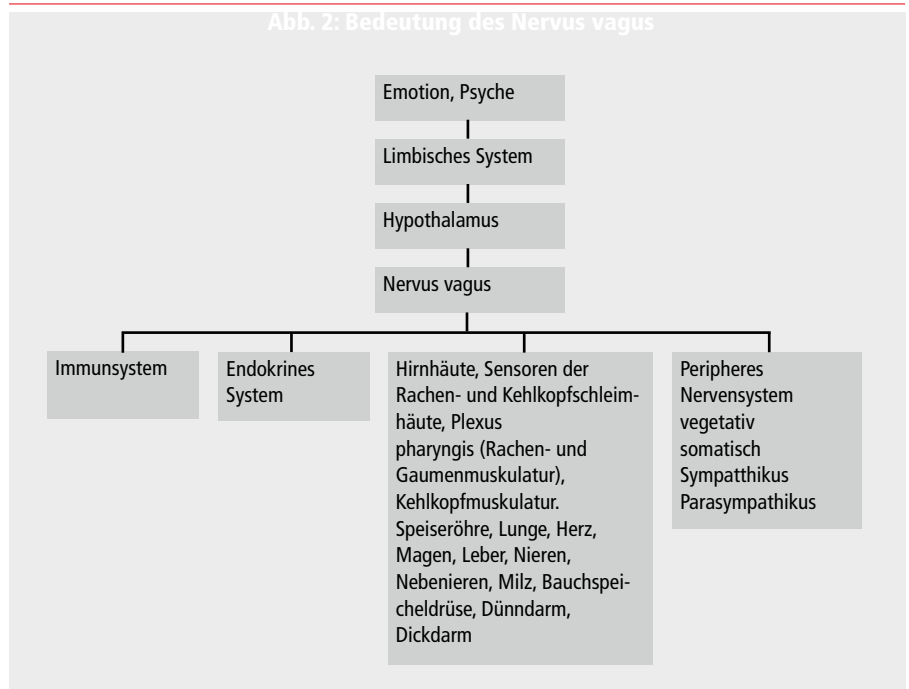 Abb. 2: Bedeutung des Nervus vagus
Emotion, Psyche
Limbisches System
Hypothalamus
Nervus vagus
Immunsystem
Endokrines
System
Hirnhäute, Sensoren der
Rachen- und Kehlkopfschleim-
häute, Plexus
pharyngis (Rachen- und
Gaumenmuskulatur),
Kehlkopfmuskulatur.
Speiseröhre, Lunge, Herz,
Magen, Leber, Nieren,
Nebenieren, Milz, Bauchspei-
cheldrüse, Dünndarm,
Dickdarm
Peripheres
Nervensystem
vegetativ
somatisch
Sympatthikus
Parasympathikus